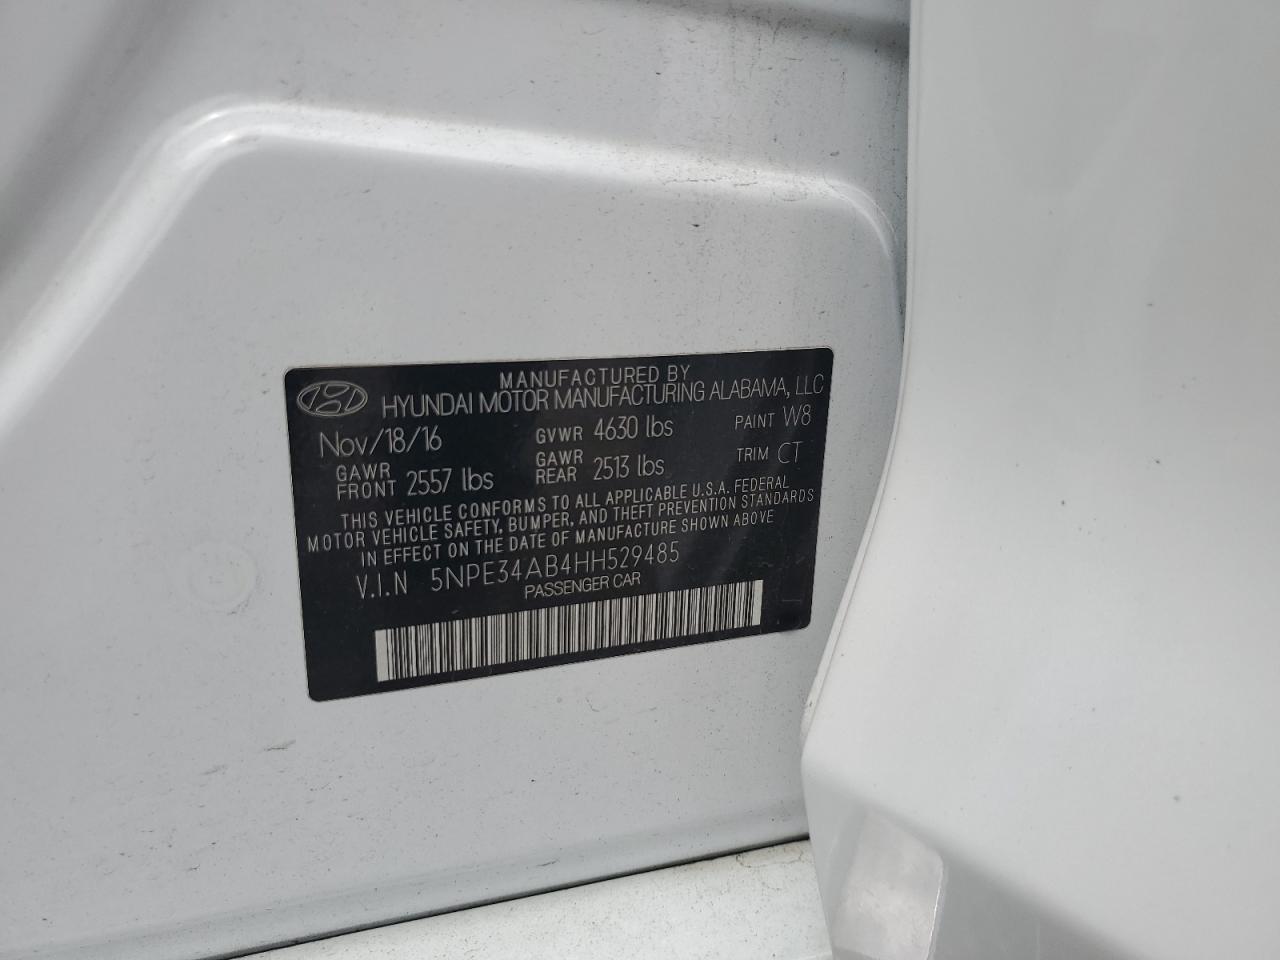 MANUFACTURED BY
HYUNDAI MOTOR MANUFACTURING ALABAMA, LLC
Nov/18/16 GVWR 4630 lbs PAINT W8
GAWR FRONT 2557 lbs GAWR REAR 2513 lbs TRIM CT
THIS VEHICLE CONFORMS TO ALL APPLICABLE U.S.A. FEDERAL
MOTOR VEHICLE SAFETY, BUMPER, AND THEFT PREVENTION STANDARDS
IN EFFECT ON THE DATE OF MANUFACTURE SHOWN ABOVE
V.I.N 5NPE34AB4HH529485
PASSENGER CAR